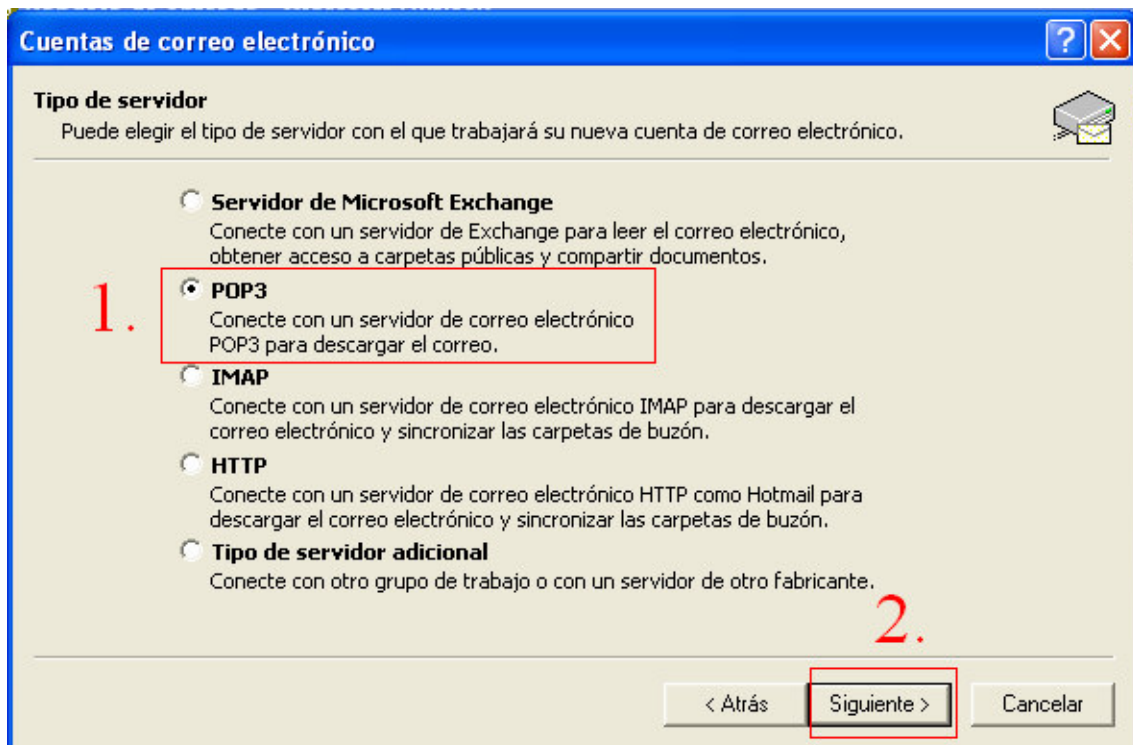 Cuentas de correo electrónico
Tipo de servidor
Puede elegir el tipo de servidor con el que trabajará su nueva cuenta de correo electrónico.
Servidor de Microsoft Exchange
Conecte con un servidor de Exchange para leer el correo electrónico,
obtener acceso a carpetas públicas y compartir documentos.
1.
POP3
Conecte con un servidor de correo electrónico
POP3 para descargar el correo.
IMAP
Conecte con un servidor de correo electrónico IMAP para descargar el
correo electrónico y sincronizar las carpetas de buzón.
HTTP
Conecte con un servidor de correo electrónico HTTP como Hotmail para
descargar el correo electrónico y sincronizar las carpetas de buzón.
Tipo de servidor adicional
Conecte con otro grupo de trabajo o con un servidor de otro fabricante.
2.
< Atrás Siguiente > Cancelar